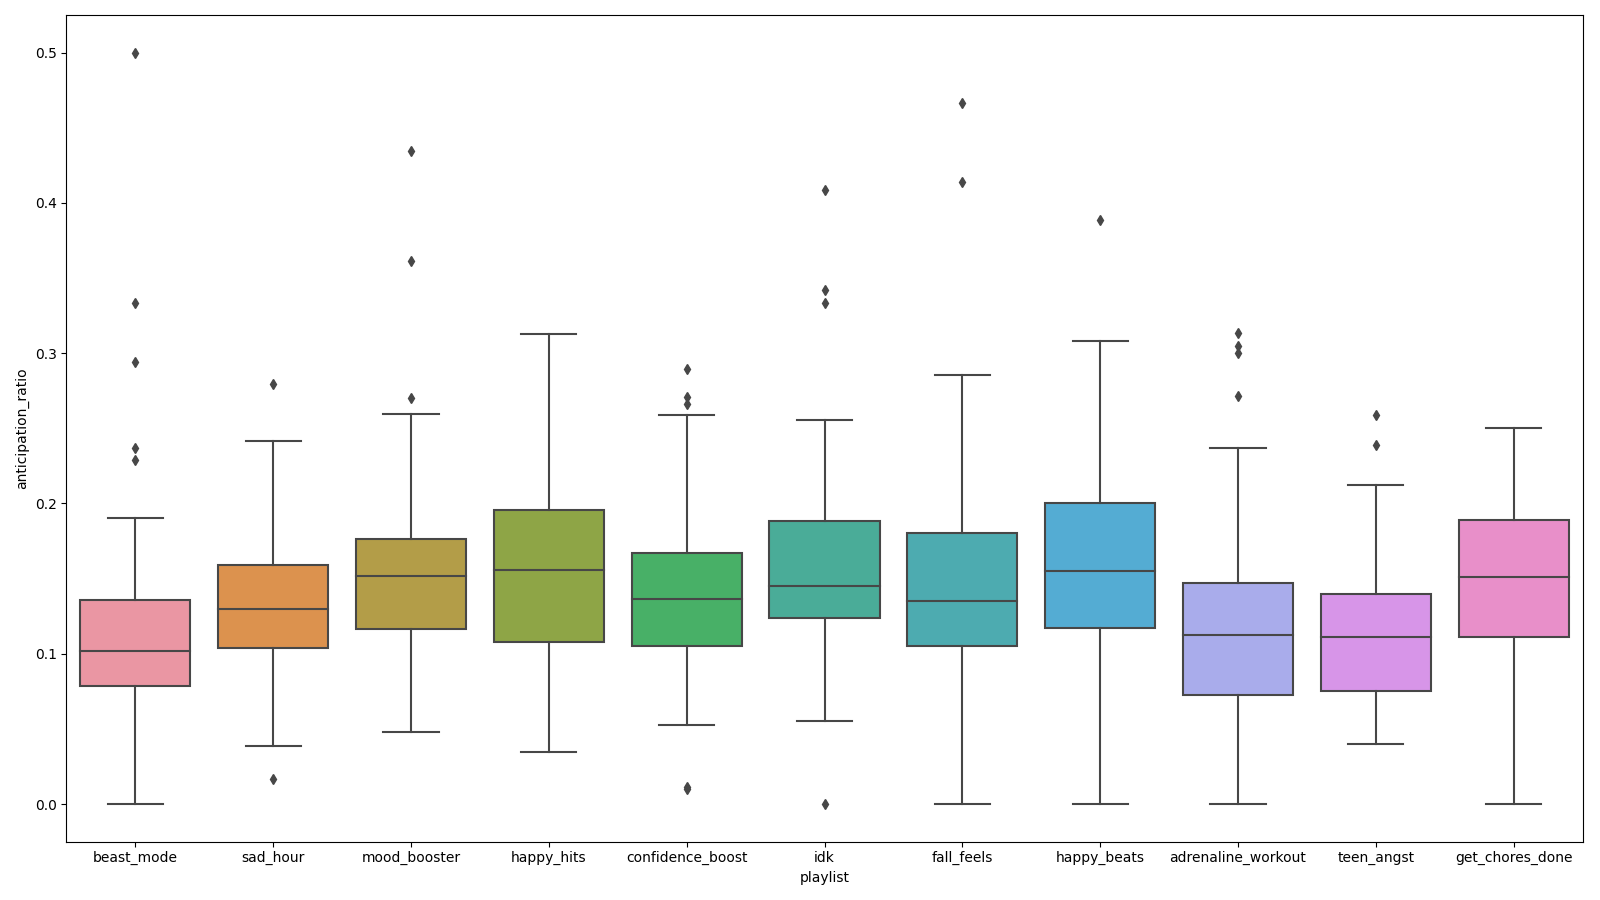 anticipation_ratio
0.5
0.4
0.3
0.2
0.1
0.0
beast_mode sad_hour mood_booster happy_hits confidence_boost idk fall_feels happy_beats adrenaline_workout teen_angst get_chores_done
playlist